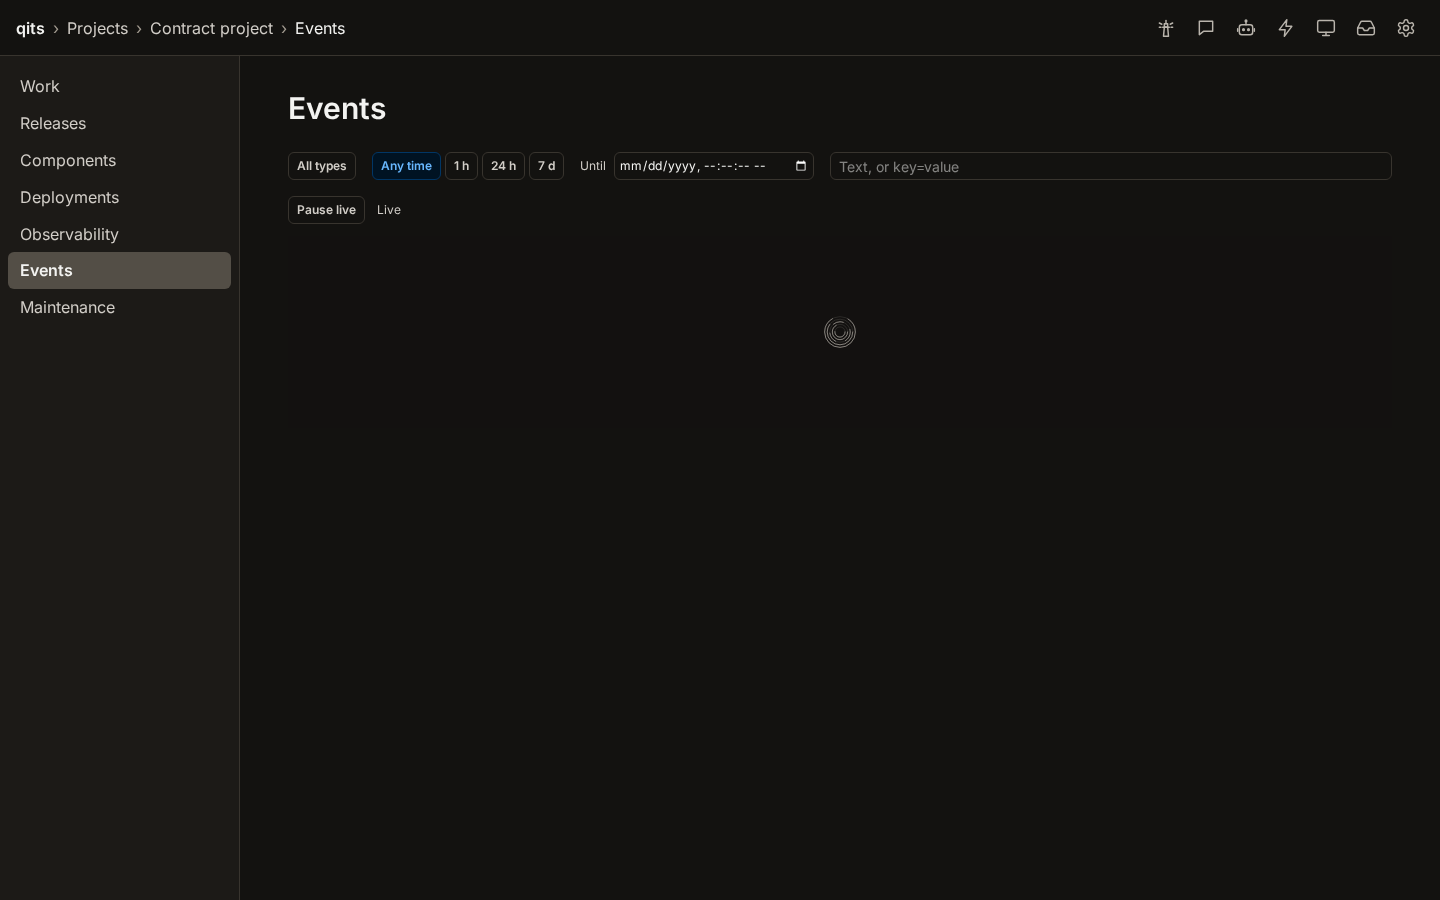 qits › Projects › Contract project › Events
Work
Releases
Components
Deployments
Observability
Events
Maintenance
Events
All types Any time 1 h 24 h 7 d Until mm/dd/yyyy, --:--:-- -- Text, or key=value
Pause live Live